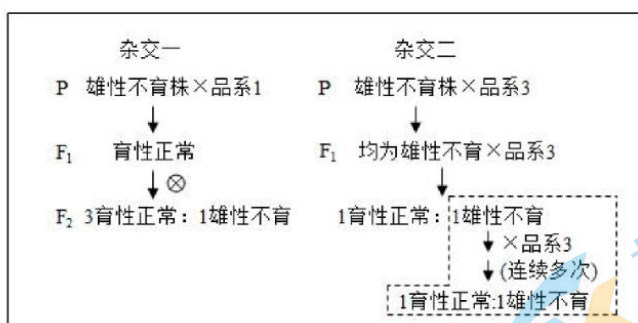 杂交一 杂交二
P 雄性不育株×品系1 P 雄性不育株×品系3
F₁ 育性正常 F₁ 均为雄性不育×品系3
⊗
F₂ 3育性正常：1雄性不育 1育性正常：1雄性不育
×品系3
(连续多次)
1育性正常:1雄性不育